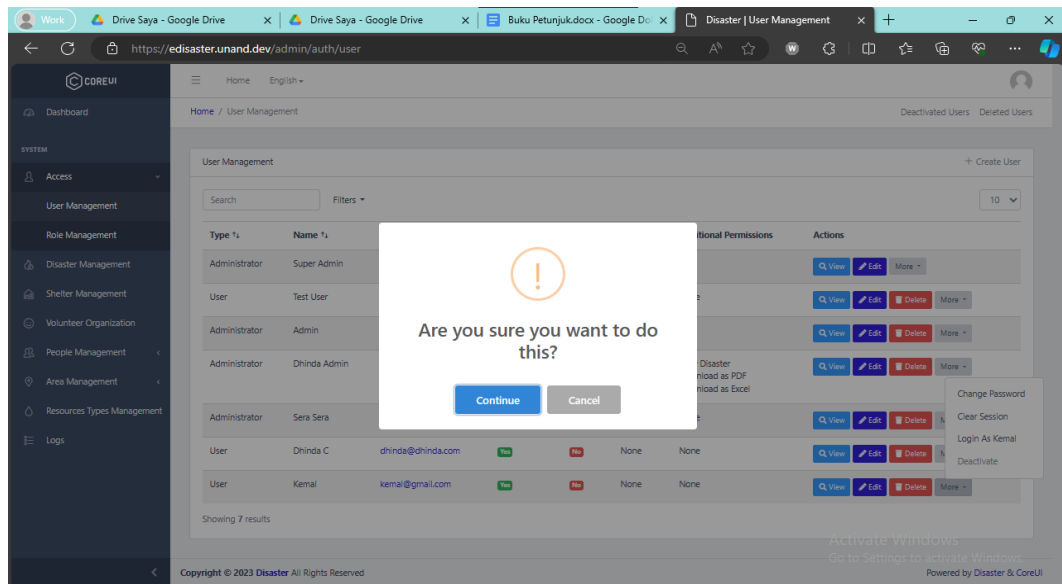 Work
Drive Saya - Google Drive
Drive Saya - Google Drive
Buku Petunjuk.docx - Google Do
Disaster | User Management
https://edisaster.unand.dev/admin/auth/user
COREUI
Home English
Dashboard
Home / User Management
Deactivated Users Deleted Users
SYSTEM
Access
User Management
Role Management
Disaster Management
Shelter Management
Volunteer Organization
People Management
Area Management
Resources Types Management
Logs
User Management
+ Create User
Search
Filters
10
Type Name itional Permissions Actions
Administrator Super Admin View Edit More
User Test User View Edit Delete More
Administrator Admin View Edit Delete More
Administrator Dhinda Admin Disaster View Edit Delete More
nload as PDF
nload as Excel
Administrator Sera Sera View Edit Delete
User Dhinda C dhinda@dhinda.com Yes No None None View Edit Delete
User Kemal kemal@gmail.com Yes No None None View Edit Delete More
Change Password
Clear Session
Login As Kemal
Deactivate
Are you sure you want to do
this?
Continue Cancel
Showing 7 results
Activate Windows
Go to Settings to activate Windows.
Copyright © 2023 Disaster All Rights Reserved
Powered by Disaster & CoreUI